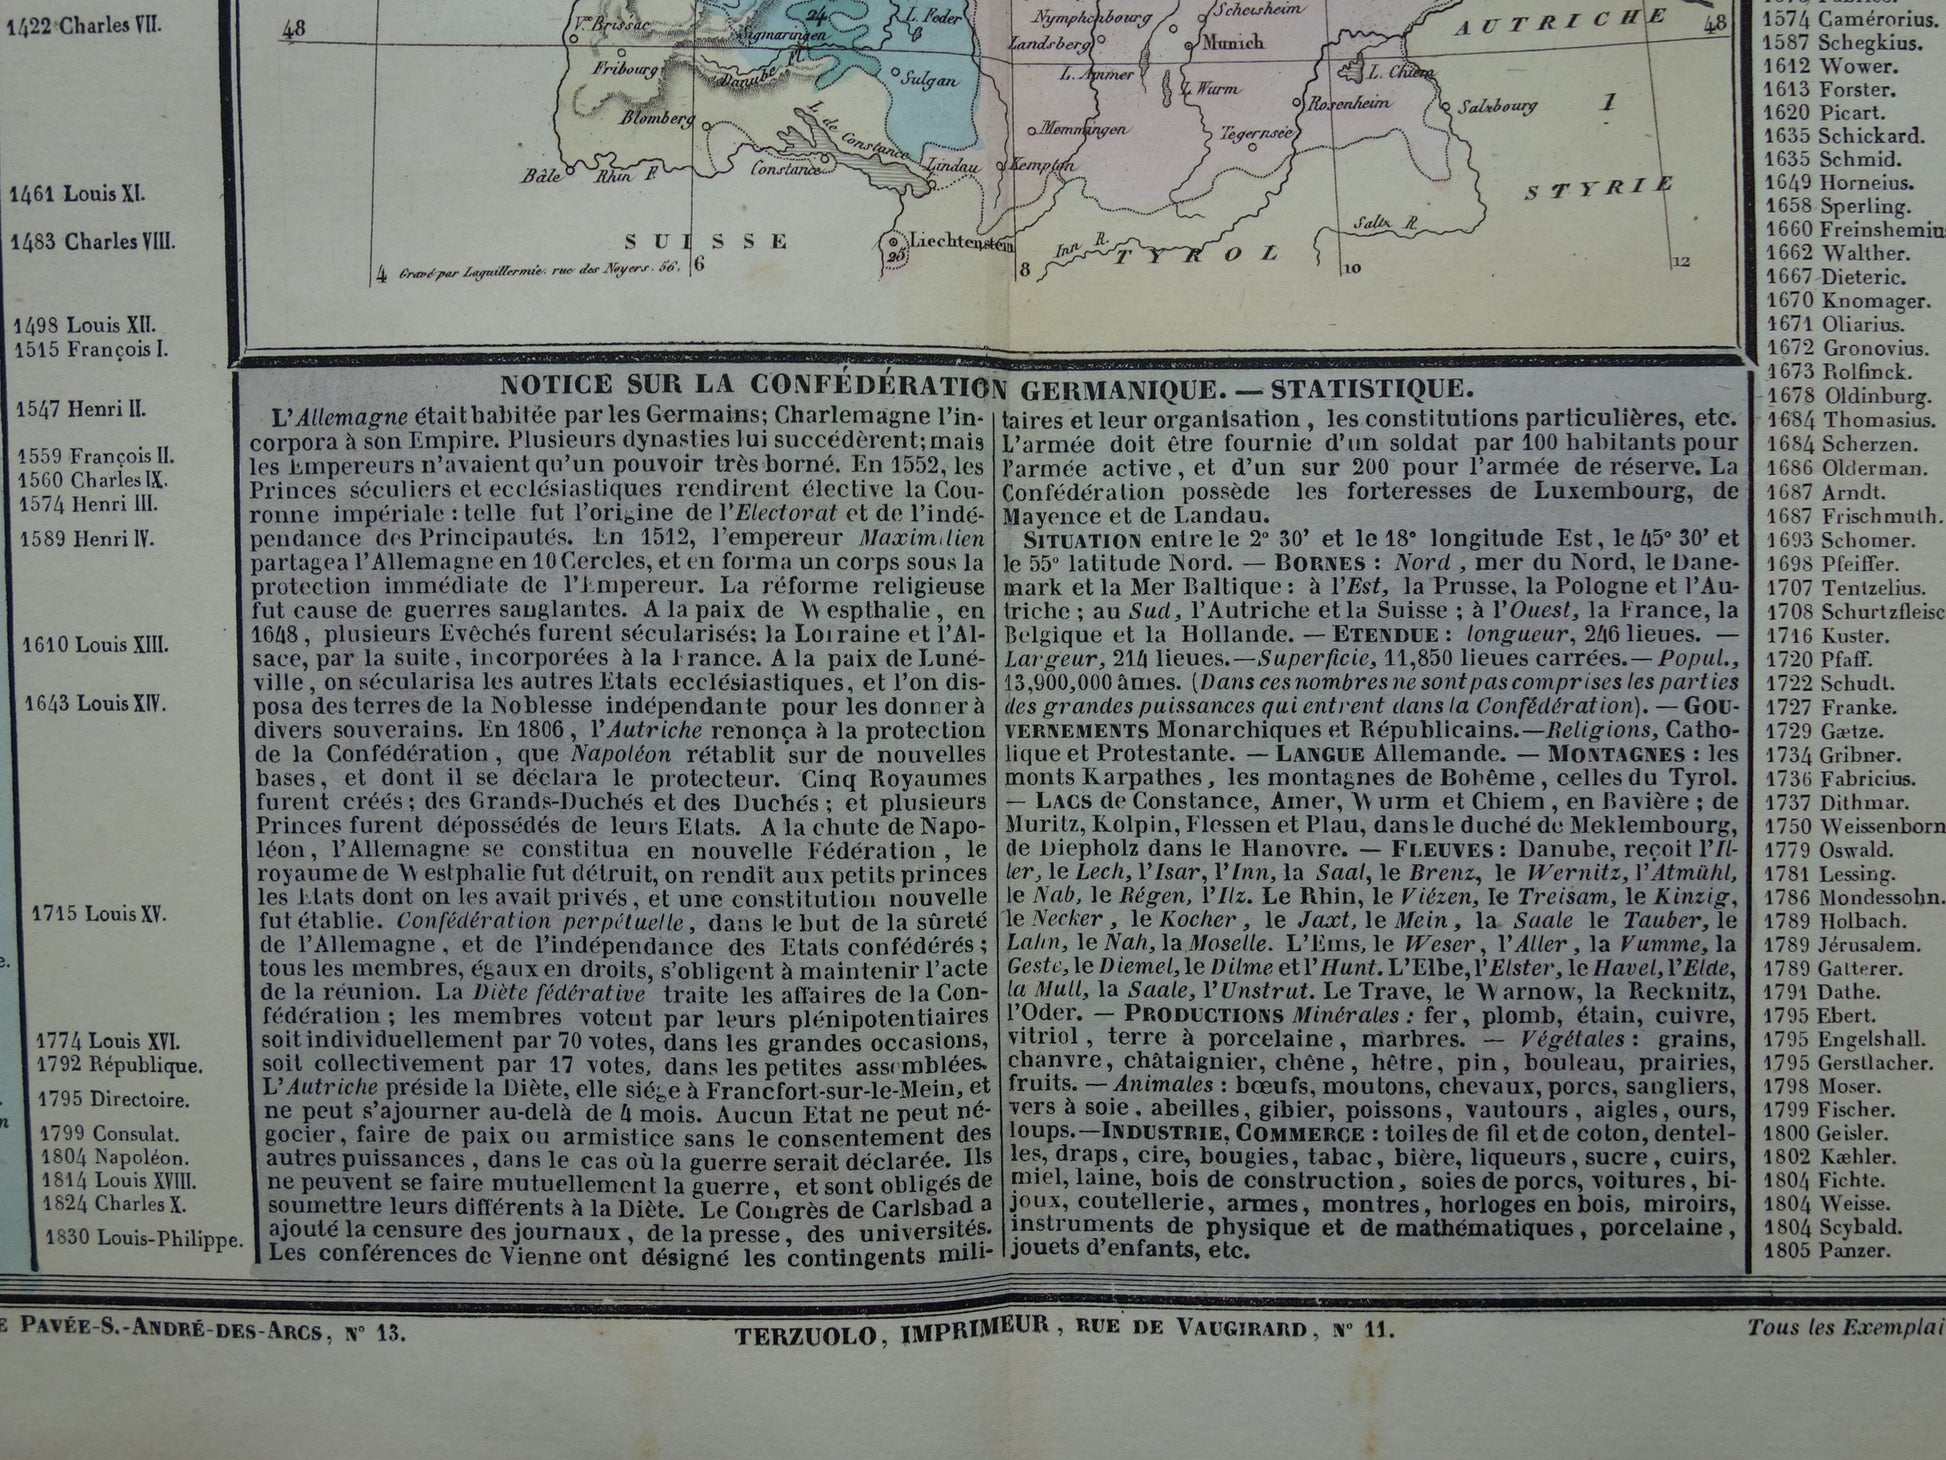 1422 Charles VII.
1461 Louis XI.
1483 Charles VIII.
1498 Louis XII.
1515 François I.
1547 Henri II.
1559 François II.
1560 Charles IX.
1574 Henri III.
1589 Henri IV.
1610 Louis XIII.
1643 Louis XIV.
1715 Louis XV.
1774 Louis XVI.
1792 République.
1795 Directoire.
1799 Consulat.
1804 Napoléon.
1814 Louis XVIII.
1824 Charles X.
1830 Louis-Philippe.
48
Vx. Brissac
Sigmaringen
24
L. Feder
Nymphenbourg
Scheisheim
AUTRICHE
48
Landsberg
Munich
Fribourg
Danube Fl.
Sulgan
L. Ammer
L. Wurm
L. Chiem
Rosenheim
Salzbourg
1
Blomberg
L. de Constance
Memmingen
Tegernsée
Bâle
Rhin F.
Constance
Lindau
Kempten
STYRIE
SUISSE
25
Liechtenstein
Inn R.
TYROL
Saltz R.
4
Gravé par Laguillermie. rue des Noyers. 56.
6
8
10
12
NOTICE SUR LA CONFÉDÉRATION GERMANIQUE. — STATISTIQUE.
L'Allemagne était habitée par les Germains; Charlemagne l'in-
corpora à son Empire. Plusieurs dynasties lui succédèrent; mais
les Empereurs n'avaient qu'un pouvoir très borné. En 1552, les
Princes séculiers et ecclésiastiques rendirent élective la Cou-
ronne impériale : telle fut l'origine de l'Electorat et de l'indé-
pendance des Principautés. En 1512, l'empereur Maximilien
partagea l'Allemagne en 10 Cercles, et en forma un corps sous la
protection immédiate de l'Empereur. La réforme religieuse
fut cause de guerres sanglantes. A la paix de Wespthalie, en
1648, plusieurs Evêchés furent sécularisés; la Lorraine et l'Al-
sace, par la suite, incorporées à la France. A la paix de Luné-
ville, on sécularisa les autres Etats ecclésiastiques, et l'on dis-
posa des terres de la Noblesse indépendante pour les donner à
divers souverains. En 1806, l'Autriche renonça à la protection
de la Confédération, que Napoléon rétablit sur de nouvelles
bases, et dont il se déclara le protecteur. Cinq Royaumes
furent créés; des Grands-Duchés et des Duchés; et plusieurs
Princes furent dépossédés de leurs Etats. A la chute de Napo-
léon, l'Allemagne se constitua en nouvelle Fédération, le
royaume de Westphalie fut détruit, on rendit aux petits princes
les Etats dont on les avait privés, et une constitution nouvelle
fut établie. Confédération perpétuelle, dans le but de la sûreté
de l'Allemagne, et de l'indépendance des Etats confédérés;
tous les membres, égaux en droits, s'obligent à maintenir l'acte
de la réunion. La Diète fédérative traite les affaires de la Con-
fédération; les membres votent par leurs plénipotentiaires
soit individuellement par 70 votes, dans les grandes occasions,
soit collectivement par 17 votes, dans les petites assemblées.
L'Autriche préside la Diète, elle siége à Francfort-sur-le-Mein, et
ne peut s'ajourner au-delà de 4 mois. Aucun Etat ne peut né-
gocier, faire de paix ou armistice sans le consentement des
autres puissances, dans le cas où la guerre serait déclarée. Ils
ne peuvent se faire mutuellement la guerre, et sont obligés de
soumettre leurs différents à la Diète. Le Congrès de Carlsbad a
ajouté la censure des journaux, de la presse, des universités.
Les conférences de Vienne ont désigné les contingents mili-
taires et leur organisation, les constitutions particulières, etc.
L'armée doit être fournie d'un soldat par 100 habitants pour
l'armée active, et d'un sur 200 pour l'armée de réserve. La
Confédération possède les forteresses de Luxembourg, de
Mayence et de Landau.
SITUATION entre le 2° 30' et le 18° longitude Est, le 45° 30' et
le 55° latitude Nord. — BORNES : Nord, mer du Nord, le Dane-
mark et la Mer Baltique : à l'Est, la Prusse, la Pologne et l'Au-
triche; au Sud, l'Autriche et la Suisse; à l'Ouest, la France, la
Belgique et la Hollande. — ETENDUE : longueur, 246 lieues. —
Largeur, 214 lieues.—Superficie, 11,850 lieues carrées.—Popul.,
13,900,000 âmes. (Dans ces nombres ne sont pas comprises les parties
des grandes puissances qui entrent dans la Confédération). — GOU-
VERNEMENTS Monarchiques et Républicains.—Religions, Catho-
lique et Protestante. — LANGUE Allemande. — MONTAGNES : les
monts Karpathes, les montagnes de Bohême, celles du Tyrol.
— LACS de Constance, Amer, Wurm et Chiem, en Bavière; de
Muritz, Kolpin, Flessen et Plau, dans le duché de Meklembourg,
de Diepholz dans le Hanovre. — FLEUVES : Danube, reçoit l'Il-
ler, le Lech, l'Isar, l'Inn, la Saal, le Brenz, le Wernitz, l'Atmühl,
le Nab, le Régen, l'Ilz. Le Rhin, le Viézen, le Treisam, le Kinzig,
le Necker, le Kocher, le Jaxt, le Mein, la Saale le Tauber, le
Lahn, le Nah, la Moselle. L'Ems, le Weser, l'Aller, la Vumme, la
Geste, le Diemel, le Dilme et l'Hunt. L'Elbe, l'Elster, le Havel, l'Elde,
la Mull, la Saale, l'Unstrut. Le Trave, le Warnow, la Recknitz,
l'Oder. — PRODUCTIONS Minérales : fer, plomb, étain, cuivre,
vitriol, terre à porcelaine, marbres. — Végétales : grains,
chanvre, châtaignier, chêne, hêtre, pin, bouleau, prairies,
fruits. — Animales : bœufs, moutons, chevaux, porcs, sangliers,
vers à soie, abeilles, gibier, poissons, vautours, aigles, ours,
loups.—INDUSTRIE, COMMERCE : toiles de fil et de coton, dentel-
les, draps, cire, bougies, tabac, bière, liqueurs, sucre, cuirs,
miel, laine, bois de construction, soies de porcs, voitures, bi-
joux, coutellerie, armes, montres, horloges en bois, miroirs,
instruments de physique et de mathématiques, porcelaine,
jouets d'enfants, etc.
1574 Camérorius.
1587 Schegkius.
1612 Wower.
1613 Forster.
1620 Picart.
1635 Schickard.
1635 Schmid.
1649 Horneius.
1658 Sperling.
1660 Freinshemiu
1662 Walther.
1667 Dieteric.
1670 Knomager.
1671 Oliarius.
1672 Gronovius.
1673 Rolfinck.
1678 Oldinburg.
1684 Thomasius.
1684 Scherzen.
1686 Olderman.
1687 Arndt.
1687 Frischmuth.
1693 Schomer.
1698 Pfeiffer.
1707 Tentzelius.
1708 Schurtzfleisc
1716 Kuster.
1720 Pfaff.
1722 Schudt.
1727 Franke.
1729 Gætze.
1734 Gribner.
1736 Fabricius.
1737 Dithmar.
1750 Weissenborn
1779 Oswald.
1781 Lessing.
1786 Mondessohn.
1789 Holbach.
1789 Jérusalem.
1789 Gatterer.
1791 Dathe.
1795 Ebert.
1795 Engelshall.
1795 Gerstlacher.
1798 Moser.
1799 Fischer.
1800 Geisler.
1802 Kæhler.
1804 Fichte.
1804 Weisse.
1804 Scybald.
1805 Panzer.
E PAVÉE-S.-ANDRÉ-DES-ARCS, N° 13.
TERZUOLO, IMPRIMEUR, RUE DE VAUGIRARD, N° 11.
Tous les Exemplai